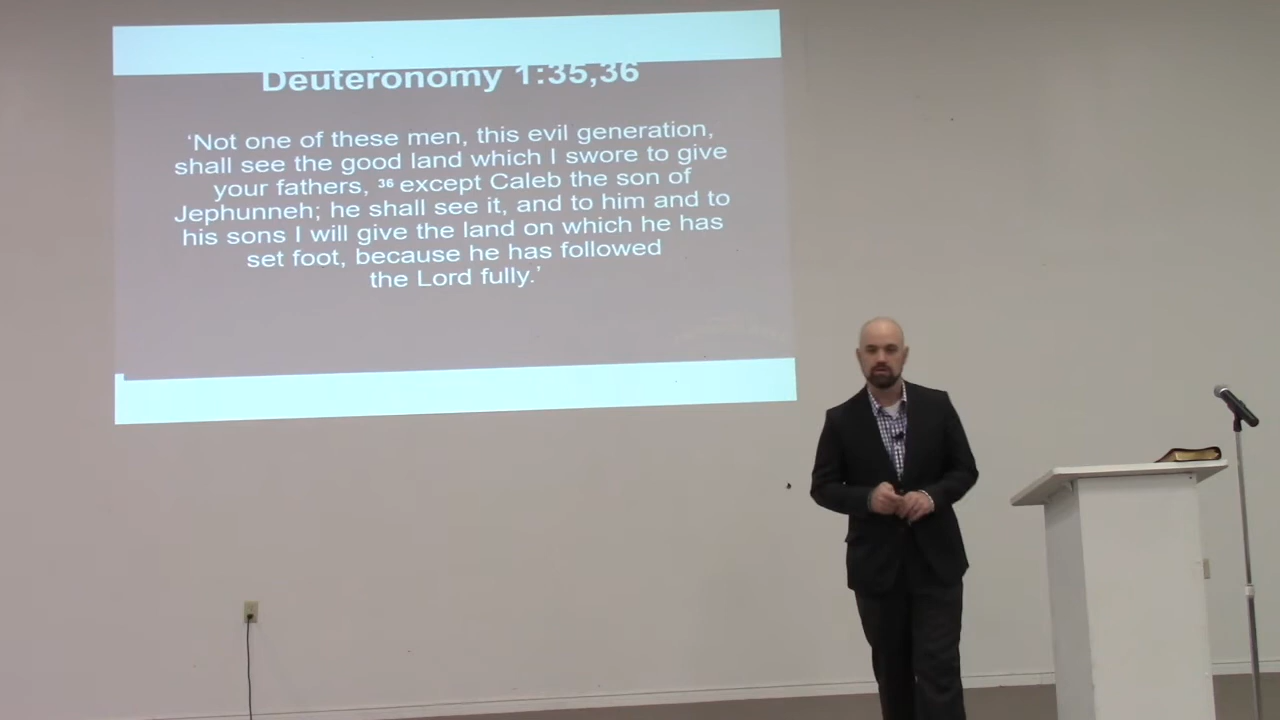 Deuteronomy 1:35,36
‘Not one of these men, this evil generation,
shall see the good land which I swore to give
your fathers, 36 except Caleb the son of
Jephunneh; he shall see it, and to him and to
his sons I will give the land on which he has
set foot, because he has followed
the Lord fully.’